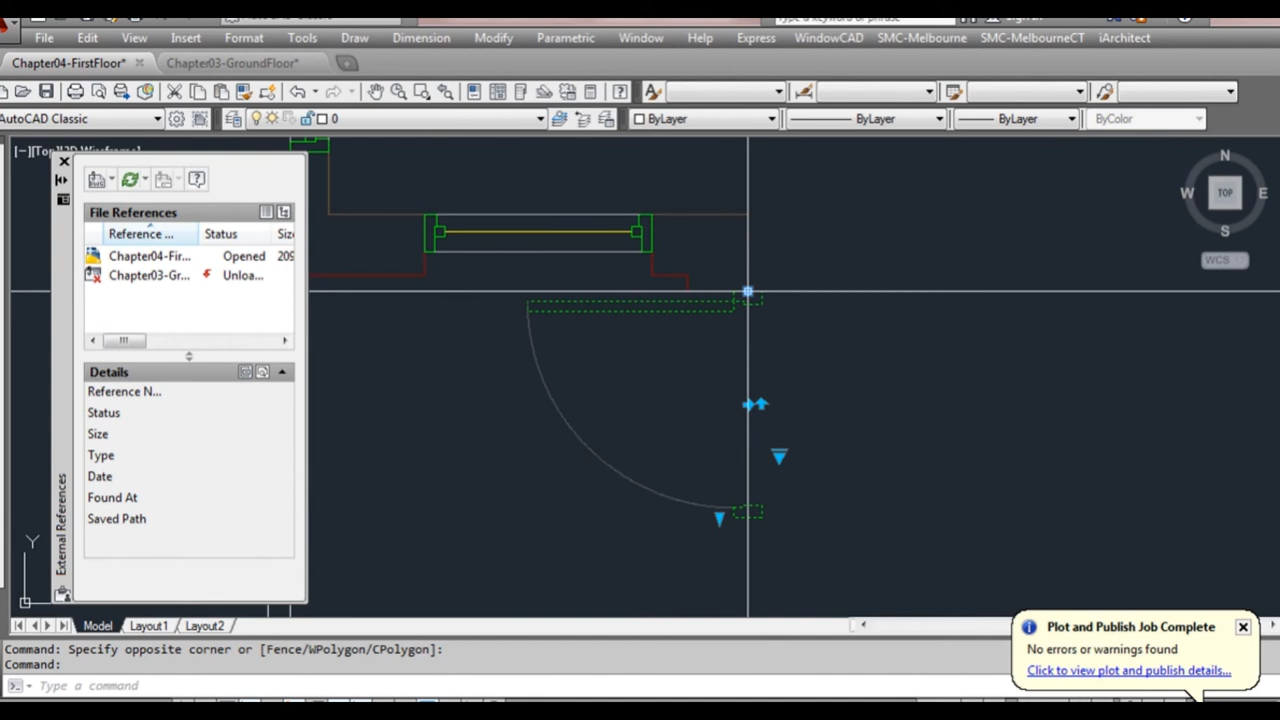 File Edit View Insert Format Tools Draw Dimension Modify Parametric Window Help Express WindowCAD SMC-Melbourne SMC-MelbourneCT iArchitect
Chapter04-FirstFloor* Chapter03-GroundFloor*
AutoCAD Classic 0 ByLayer ByLayer ByLayer ByColor
N
W TOP E
S
WCS
File References
Reference ... Status Size
Chapter04-Fir... Opened 209
Chapter03-Gr... Unloa...
Details
Reference N...
Status
Size
Type
Date
Found At
Saved Path
External References
Y
Model Layout1 Layout2
Command: Specify opposite corner or [Fence/WPolygon/CPolygon]:
Command:
Type a command
Plot and Publish Job Complete
No errors or warnings found
Click to view plot and publish details...